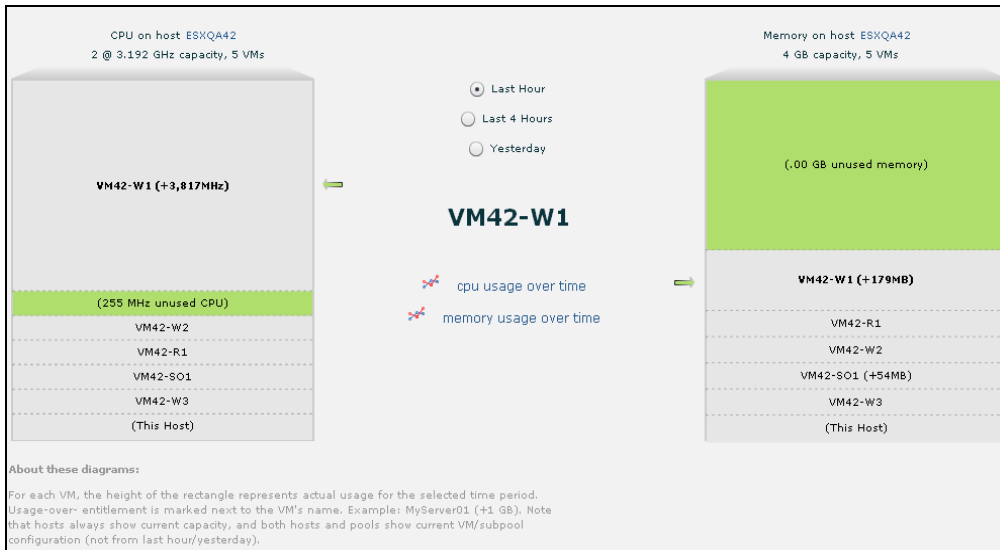 CPU on host ESXQA42
2 @ 3.192 GHz capacity, 5 VMs
VM42-W1 (+3,817MHz)
(255 MHz unused CPU)
VM42-W2
VM42-R1
VM42-SO1
VM42-W3
(This Host)
Last Hour
Last 4 Hours
Yesterday
VM42-W1
cpu usage over time
memory usage over time
Memory on host ESXQA42
4 GB capacity, 5 VMs
(.00 GB unused memory)
VM42-W1 (+179MB)
VM42-R1
VM42-W2
VM42-SO1 (+54MB)
VM42-W3
(This Host)
About these diagrams:
For each VM, the height of the rectangle represents actual usage for the selected time period.
Usage-over- entitlement is marked next to the VM's name. Example: MyServer01 (+1 GB). Note
that hosts always show current capacity, and both hosts and pools show current VM/subpool
configuration (not from last hour/yesterday).